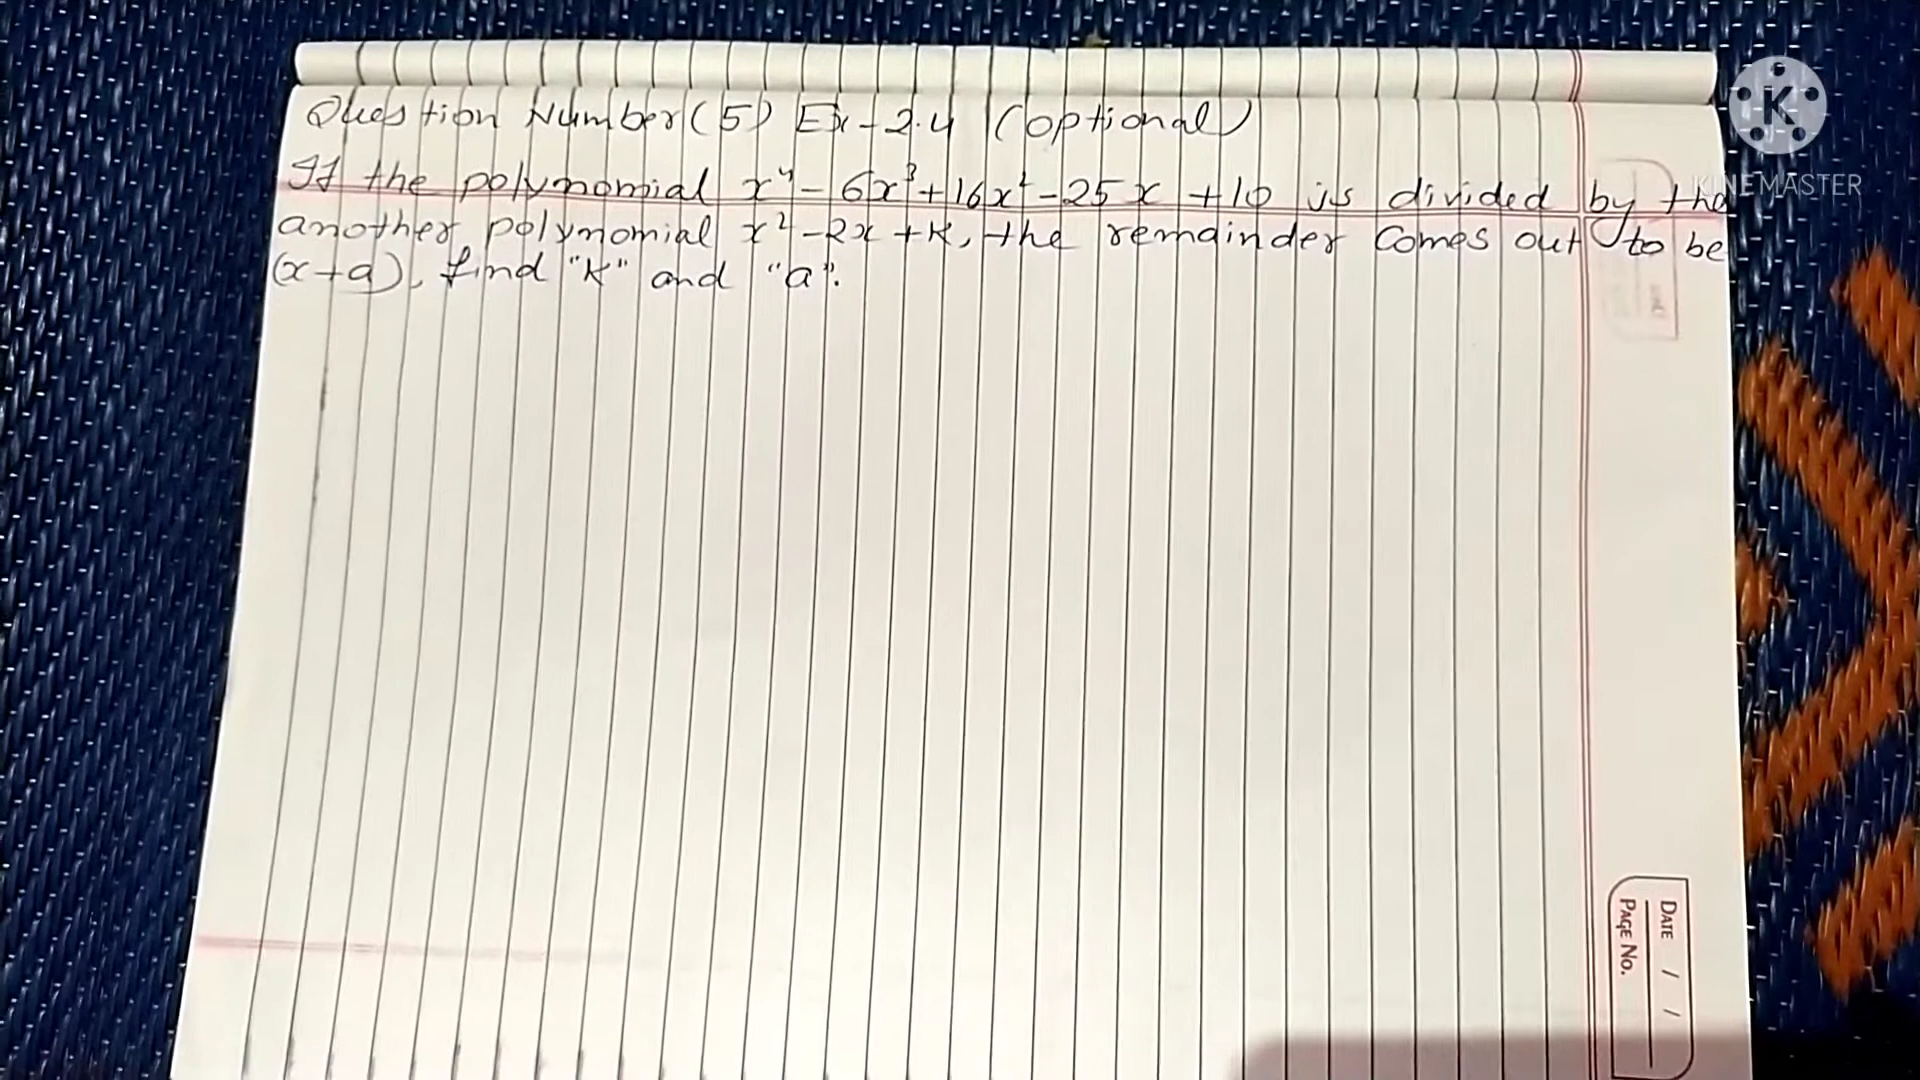 Question Number (5) Ex-2.4 (optional)
If the polynomial x⁴-6x³+16x²-25x+10 is divided by the
another polynomial x²-2x+k, the remainder comes out to be
(x+a), find "k" and "a".
K
KINEMASTER
DATE / /
PAGE No.